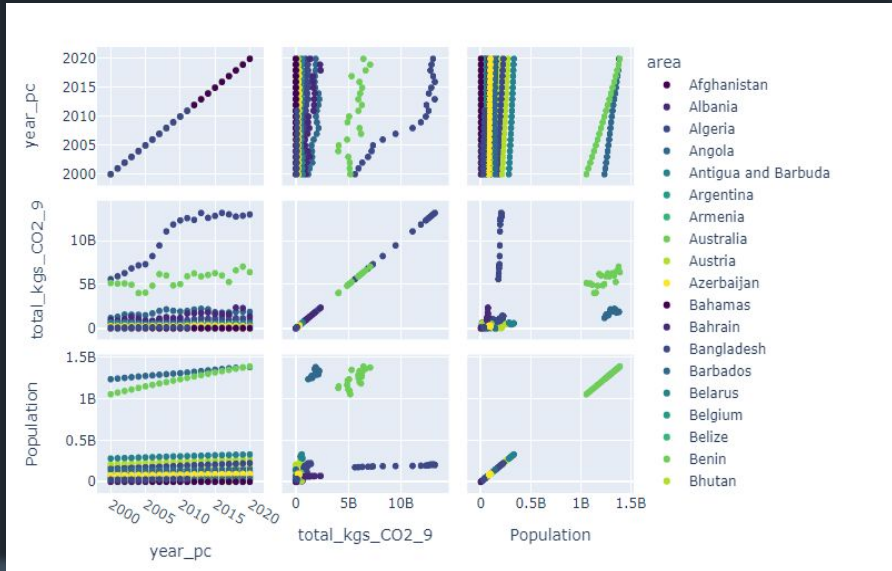 2020
2015
2010
2005
2000
year_pc
10B
5B
0
total_kgs_CO2_9
1.5B
1B
0.5B
0
Population
2000 2005 2010 2015 2020
year_pc
0 5B 10B
total_kgs_CO2_9
0 0.5B 1B 1.5B
Population
area
Afghanistan
Albania
Algeria
Angola
Antigua and Barbuda
Argentina
Armenia
Australia
Austria
Azerbaijan
Bahamas
Bahrain
Bangladesh
Barbados
Belarus
Belgium
Belize
Benin
Bhutan